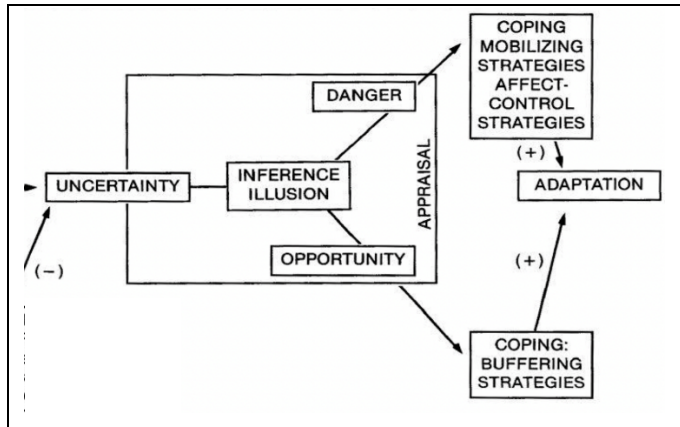 COPING
MOBILIZING
STRATEGIES
AFFECT-
CONTROL
STRATEGIES
DANGER
(+)
UNCERTAINTY
INFERENCE
ILLUSION
APPRAISAL
ADAPTATION
OPPORTUNITY
(-)
(+)
COPING:
BUFFERING
STRATEGIES